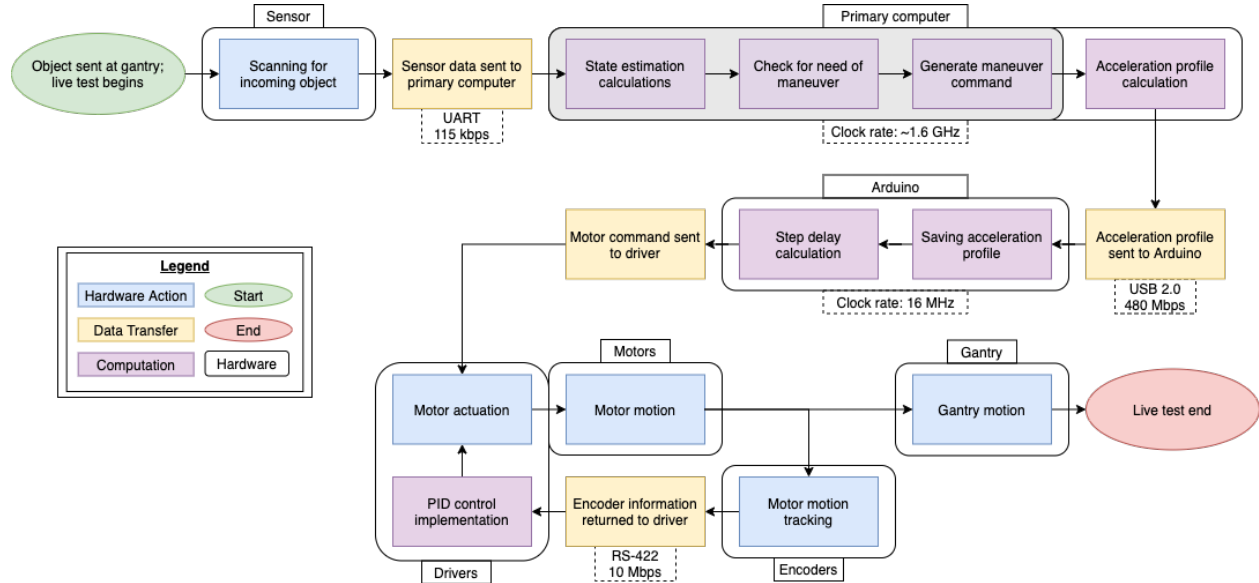 Sensor
Primary computer
Object sent at gantry;
live test begins
Scanning for
incoming object
Sensor data sent to
primary computer
UART
115 kbps
State estimation
calculations
Check for need of
maneuver
Generate maneuver
command
Acceleration profile
calculation
Clock rate: ~1.6 GHz
Arduino
Motor command sent
to driver
Step delay
calculation
Saving acceleration
profile
Acceleration profile
sent to Arduino
Clock rate: 16 MHz
USB 2.0
480 Mbps
Legend
Hardware Action
Start
Data Transfer
End
Computation
Hardware
Motors
Gantry
Motor actuation
Motor motion
Gantry motion
Live test end
PID control
implementation
Encoder information
returned to driver
Motor motion
tracking
RS-422
10 Mbps
Drivers
Encoders